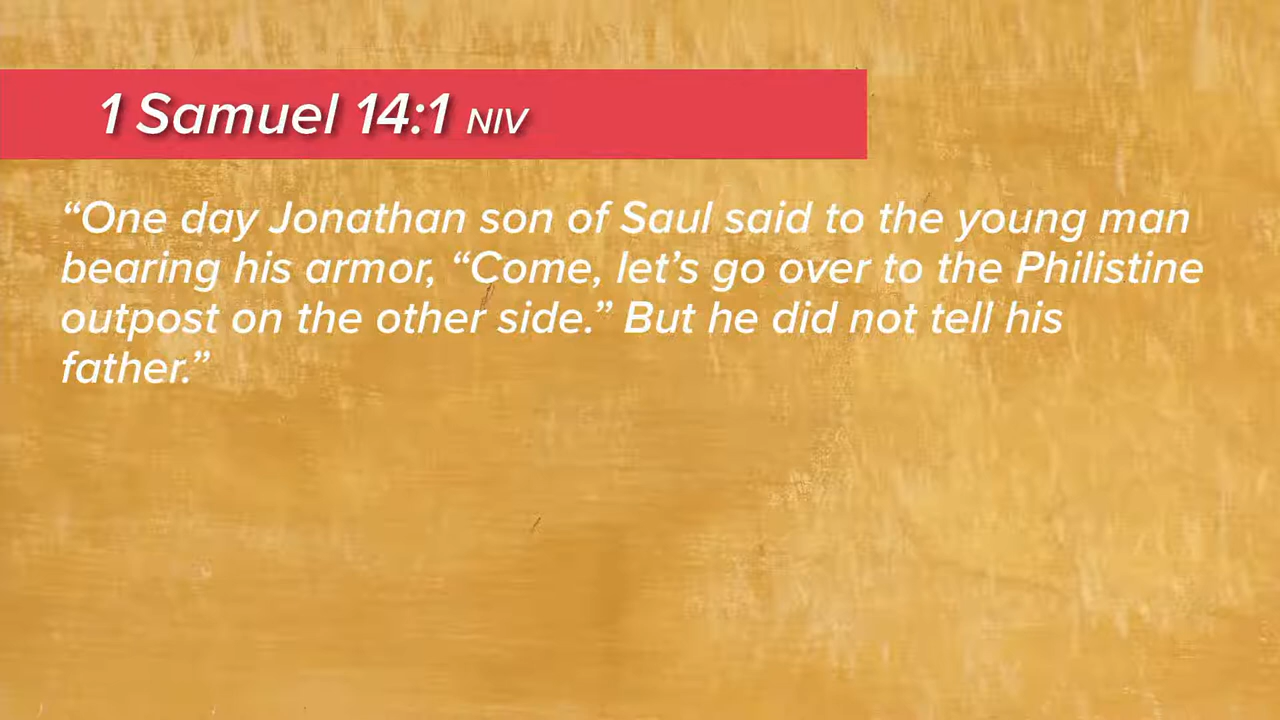 1 Samuel 14:1 NIV
“One day Jonathan son of Saul said to the young man
bearing his armor, “Come, let’s go over to the Philistine
outpost on the other side.” But he did not tell his
father.”